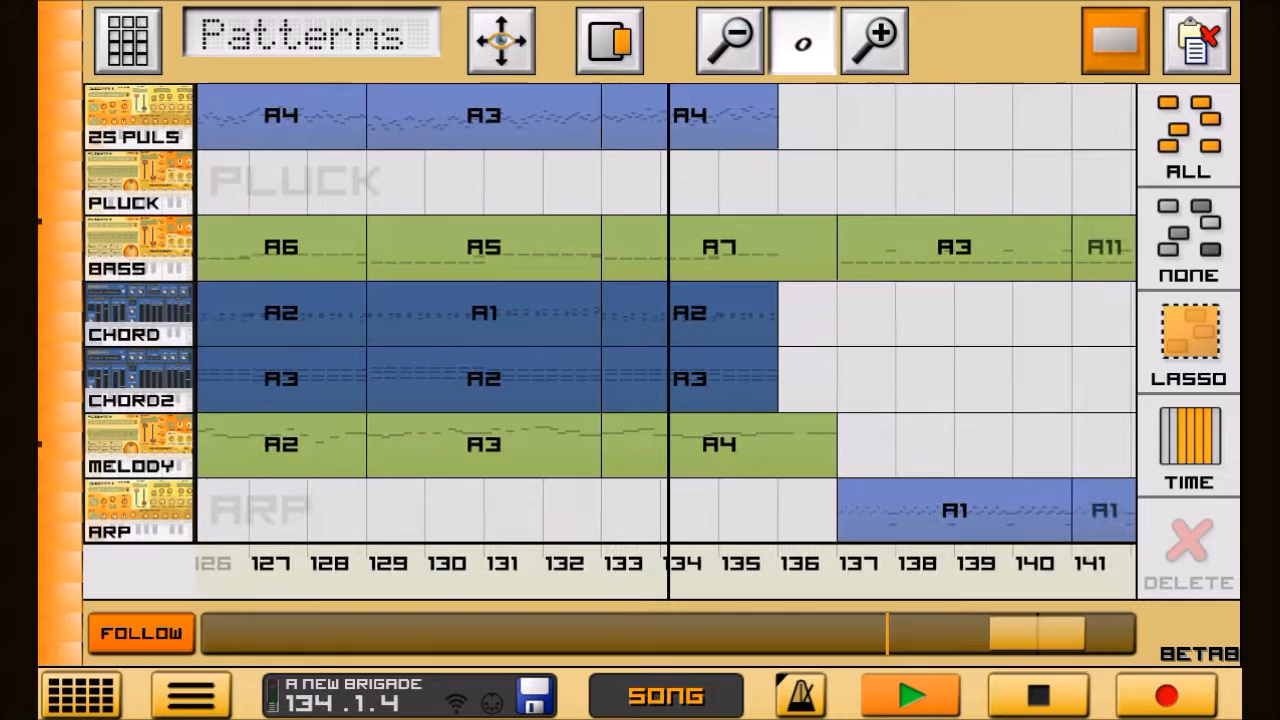 Patterns
o
25 PULS A4 A3 A4
ALL
PLUCK PLUCK
BASS A6 A5 A7 A3 A11
NONE
CHORD A2 A1 A2
CHORD2 A3 A2 A3
LASSO
MELODY A2 A3 A4
TIME
ARP ARP A1 A1
126 127 128 129 130 131 132 133 134 135 136 137 138 139 140 141
DELETE
FOLLOW
BETA8
A NEW BRIGADE
134 .1.4
SONG